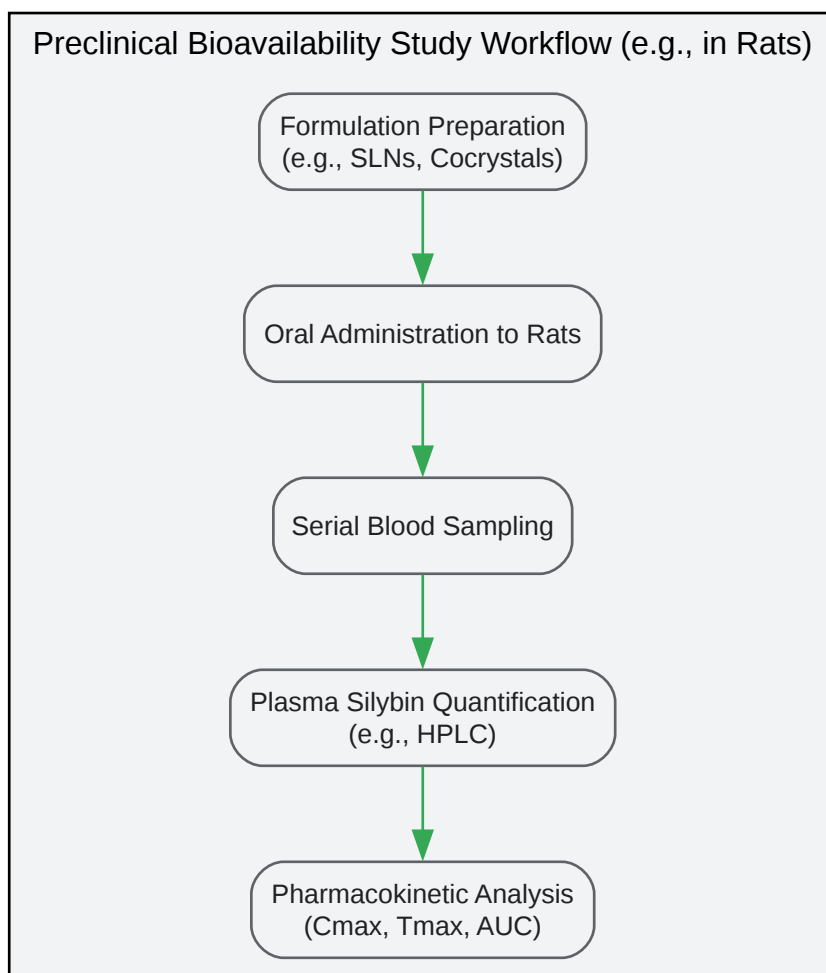 Preclinical Bioavailability Study Workflow (e.g., in Rats)
Formulation Preparation
(e.g., SLNs, Cocrystals)
Oral Administration to Rats
Serial Blood Sampling
Plasma Silybin Quantification
(e.g., HPLC)
Pharmacokinetic Analysis
(Cmax, Tmax, AUC)